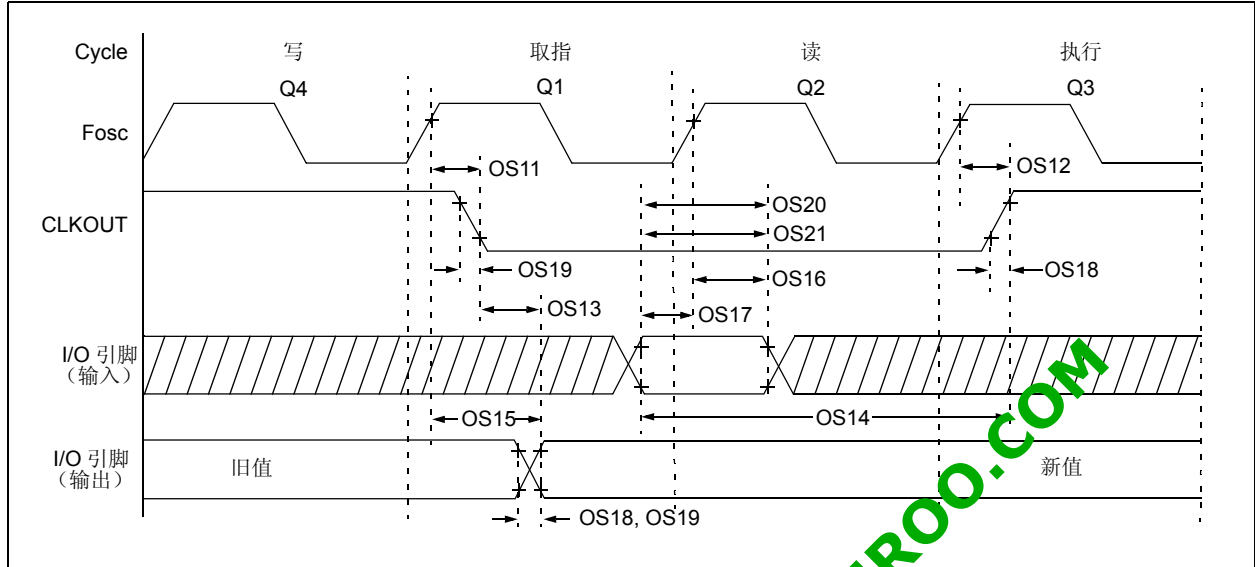 Cycle 写 取指 读 执行
Q4 Q1 Q2 Q3
Fosc
OS11 OS12
OS20
CLKOUT
OS21
OS19 OS16 OS18
OS13 OS17
I/O 引脚
（输入）
OS15 OS14
I/O 引脚
（输出）
旧值 新值
OS18, OS19
ROO.COM